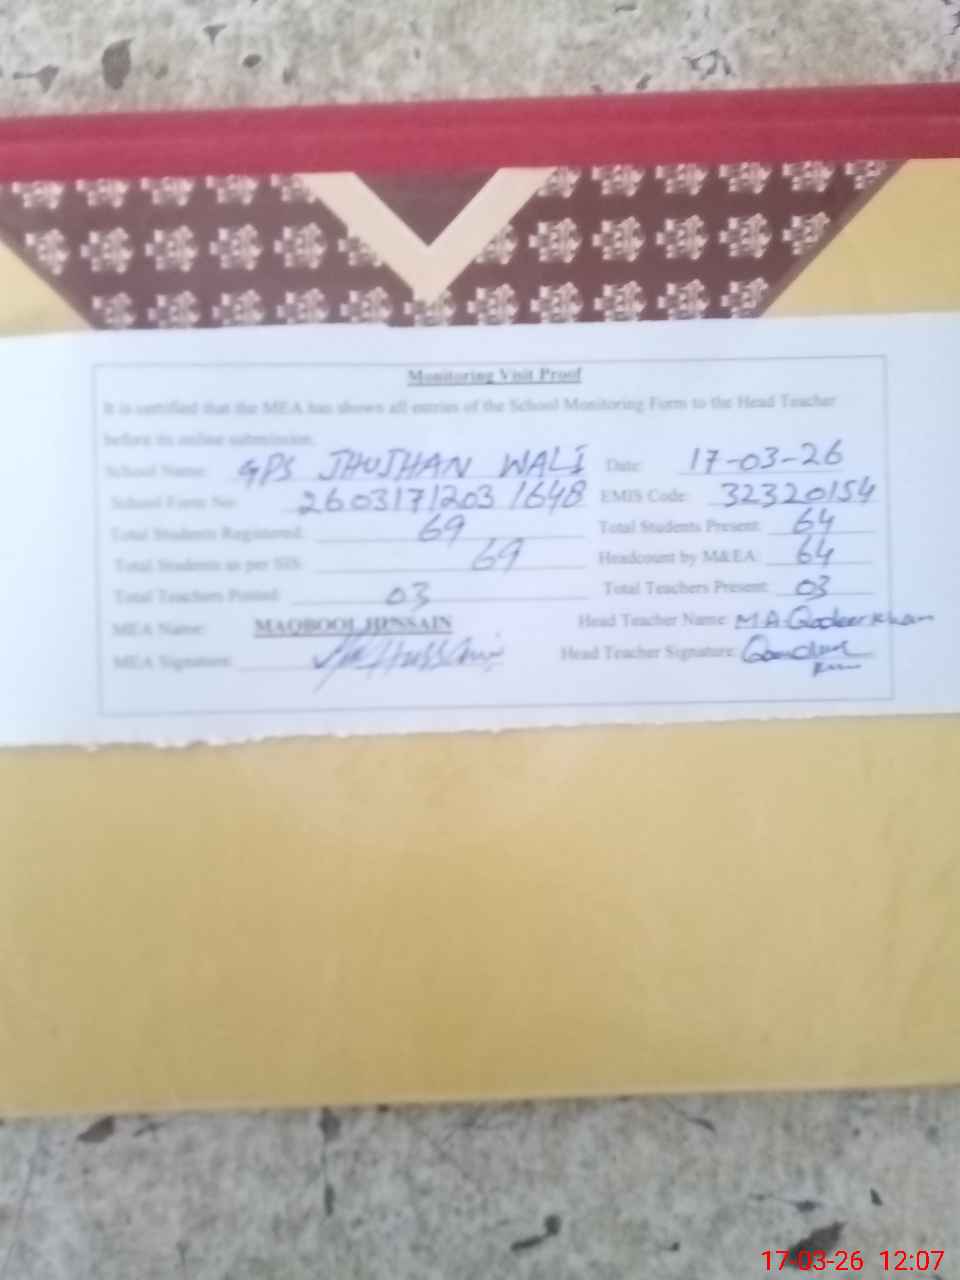 Monitoring Visit Proof
It is certified that the MEA has shown all entries of the School Monitoring Form to the Head Teacher
before its online submission.
School Name: GPS JHUJHAN WALI Date: 17-03-26
School Form No: 2603171203/1648 EMIS Code: 32320154
Total Students Registered: 69 Total Students Present: 64
Total Students as per SIS: 69 Headcount by M&EA: 64
Total Teachers Posted: 03 Total Teachers Present: 03
MEA Name: MAQBOOL HUSSAIN Head Teacher Name: M A Qadeer Khan
MEA Signature: Hussain Head Teacher Signature:
17-03-26 12:07